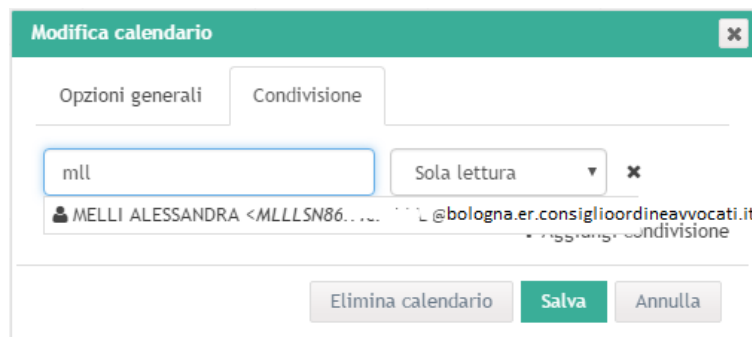 Modifica calendario
Opzioni generali Condivisione
mll Sola lettura
MELLI ALESSANDRA <MLLLSN86 @bologna.er.consiglioordineavvocati.it
Aggiungi condivisione
Elimina calendario Salva Annulla